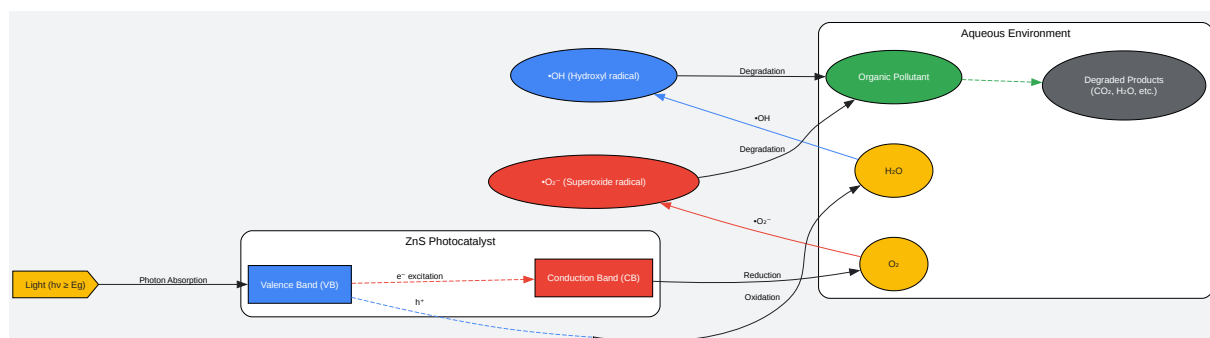 Aqueous Environment
•OH (Hydroxyl radical)
Degradation
Organic Pollutant
Degraded Products
(CO₂, H₂O, etc.)
•OH
Degradation
H₂O
•O₂⁻ (Superoxide radical)
•O₂⁻
ZnS Photocatalyst
O₂
Light (hν ≥ Eg)
Photon Absorption
Valence Band (VB)
e⁻ excitation
Conduction Band (CB)
Reduction
h⁺
Oxidation